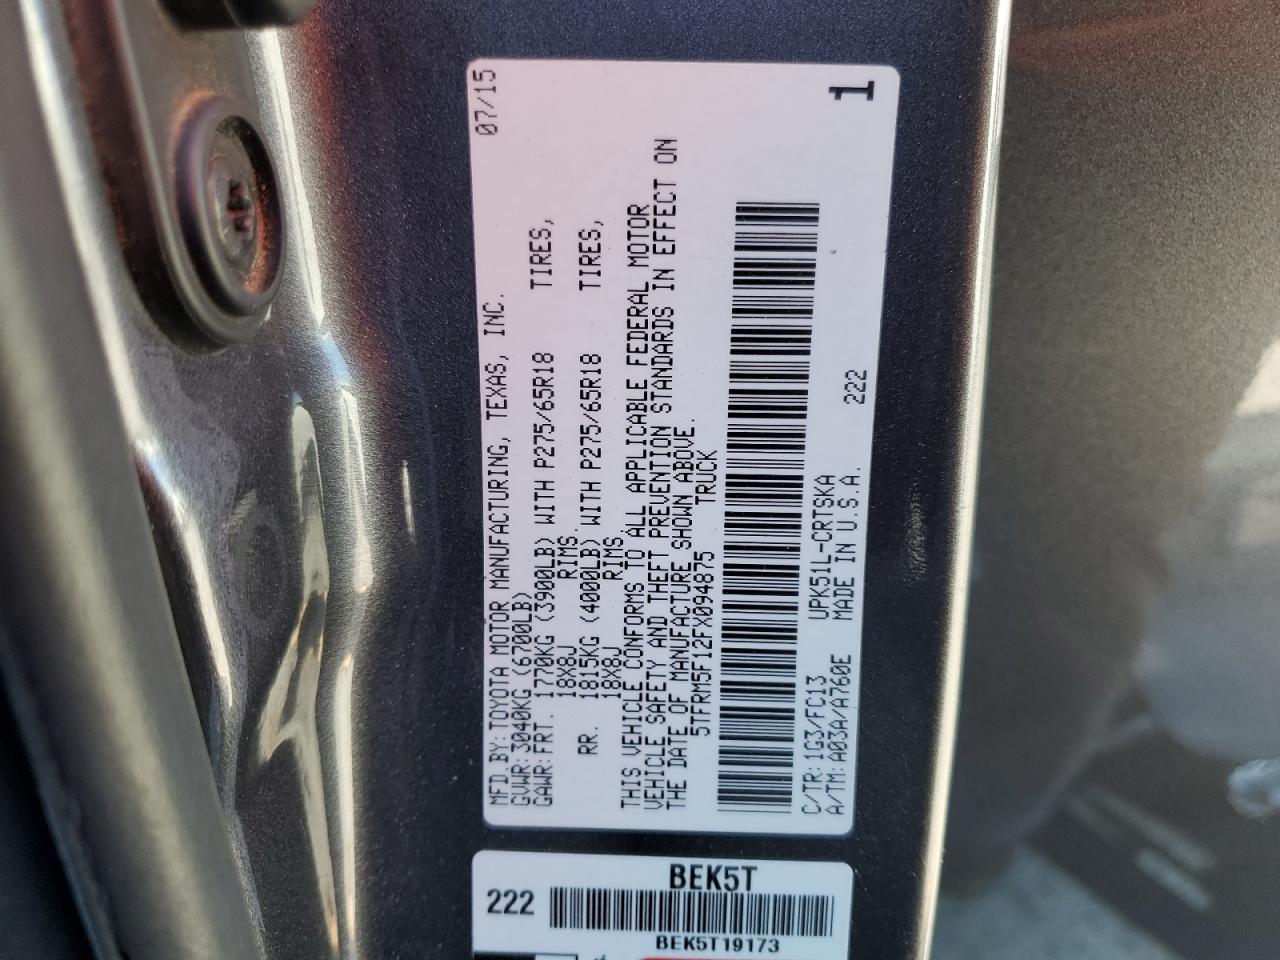 MFD.BY:TOYOTA MOTOR MANUFACTURING, TEXAS, INC. 07/15
GVWR:3040KG(6700LB)
GAWR:FRT. 1770KG(3900LB)WITH P275/65R18 TIRES,
18X8J RIMS
RR. 1815KG(4000LB)WITH P275/65R18 TIRES,
18X8J RIMS
THIS VEHICLE CONFORMS TO ALL APPLICABLE FEDERAL MOTOR
VEHICLE SAFETY AND THEFT PREVENTION STANDARDS IN EFFECT ON
THE DATE OF MANUFACTURE SHOWN ABOVE.
5TFRM5F12FX094875 TRUCK
C/TR:1G3/FC13 UPK51L-CRTSKA
A/TM:A03A/A760E MADE IN U.S.A. 222
1
BEK5T
222
BEK5T19173